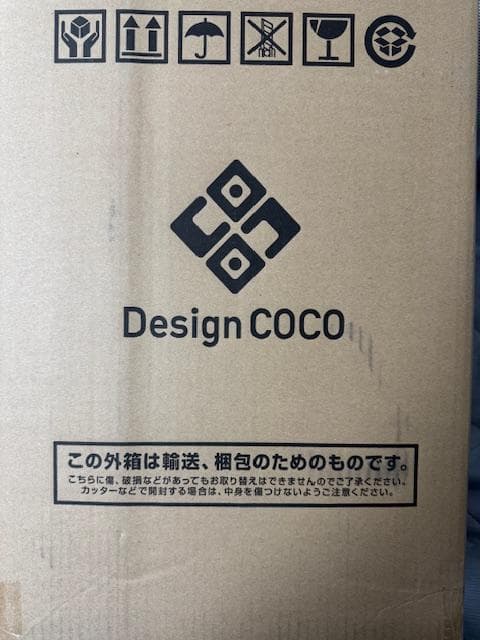 Design COCO
この外箱は輸送、梱包のためのものです。
こちらに傷、破損などがあってもお取り替えはできませんのでご了承ください。
カッターなどで開封する場合は、中身を傷つけないようご注意ください。